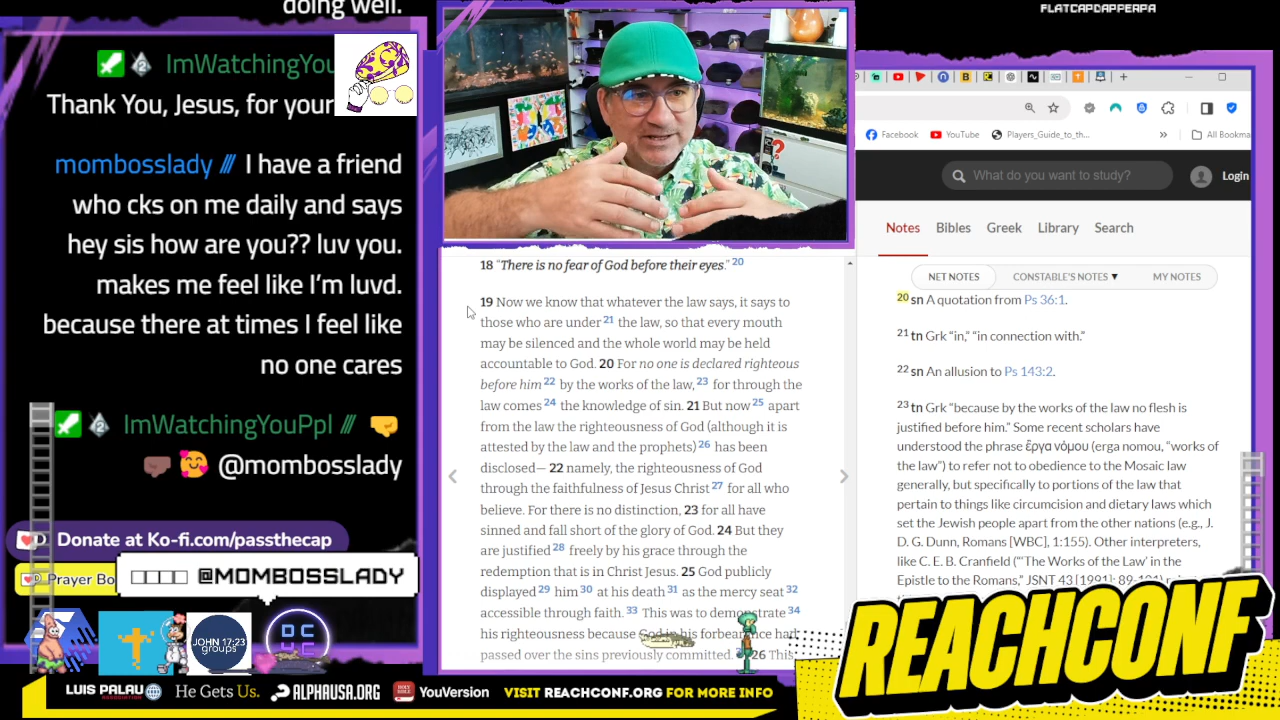 doing well.
ImWatchingYou
Thank You, Jesus, for your
mombosslady /// I have a friend
who cks on me daily and says
hey sis how are you?? luv you.
makes me feel like I'm luvd.
because there at times I feel like
no one cares
ImWatchingYouPpl //
@mombosslady
Donate at Ko-fi.com/passthecap
Prayer Bo
@MOMBOSSLADY
JOHN 17:23
groups
DC
VC
18 “There is no fear of God before their eyes.” 20
19 Now we know that whatever the law says, it says to
those who are under 21 the law, so that every mouth
may be silenced and the whole world may be held
accountable to God. 20 For no one is declared righteous
before him 22 by the works of the law, 23 for through the
law comes 24 the knowledge of sin. 21 But now 25 apart
from the law the righteousness of God (although it is
attested by the law and the prophets) 26 has been
disclosed— 22 namely, the righteousness of God
through the faithfulness of Jesus Christ 27 for all who
believe. For there is no distinction, 23 for all have
sinned and fall short of the glory of God. 24 But they
are justified 28 freely by his grace through the
redemption that is in Christ Jesus. 25 God publicly
displayed 29 him 30 at his death 31 as the mercy seat 32
accessible through faith. 33 This was to demonstrate 34
his righteousness because God in his forbearance had
passed over the sins previously committed. 26 This
FLATCAPDAPPERPA
Facebook
YouTube
Players_Guide_to_th...
»
All Bookma
What do you want to study?
Login
Notes
Bibles
Greek
Library
Search
NET NOTES
CONSTABLE'S NOTES
MY NOTES
20 sn A quotation from Ps 36:1.
21 tn Grk “in,” “in connection with.”
22 sn An allusion to Ps 143:2.
23 tn Grk “because by the works of the law no flesh is
justified before him.” Some recent scholars have
understood the phrase ἔργα νόμου (erga nomou, “works of
the law”) to refer not to obedience to the Mosaic law
generally, but specifically to portions of the law that
pertain to things like circumcision and dietary laws which
set the Jewish people apart from the other nations (e.g., J.
D. G. Dunn, Romans [WBC], 1:155). Other interpreters,
like C. E. B. Cranfield (“‘The Works of the Law’ in the
Epistle to the Romans,” JSNT 43 [1991]: 89-101)
REACHCONF
LUIS PALAU
He Gets Us.
ALPHAUSA.ORG
HOLY BIBLE
YouVersion
VISIT REACHCONF.ORG FOR MORE INFO